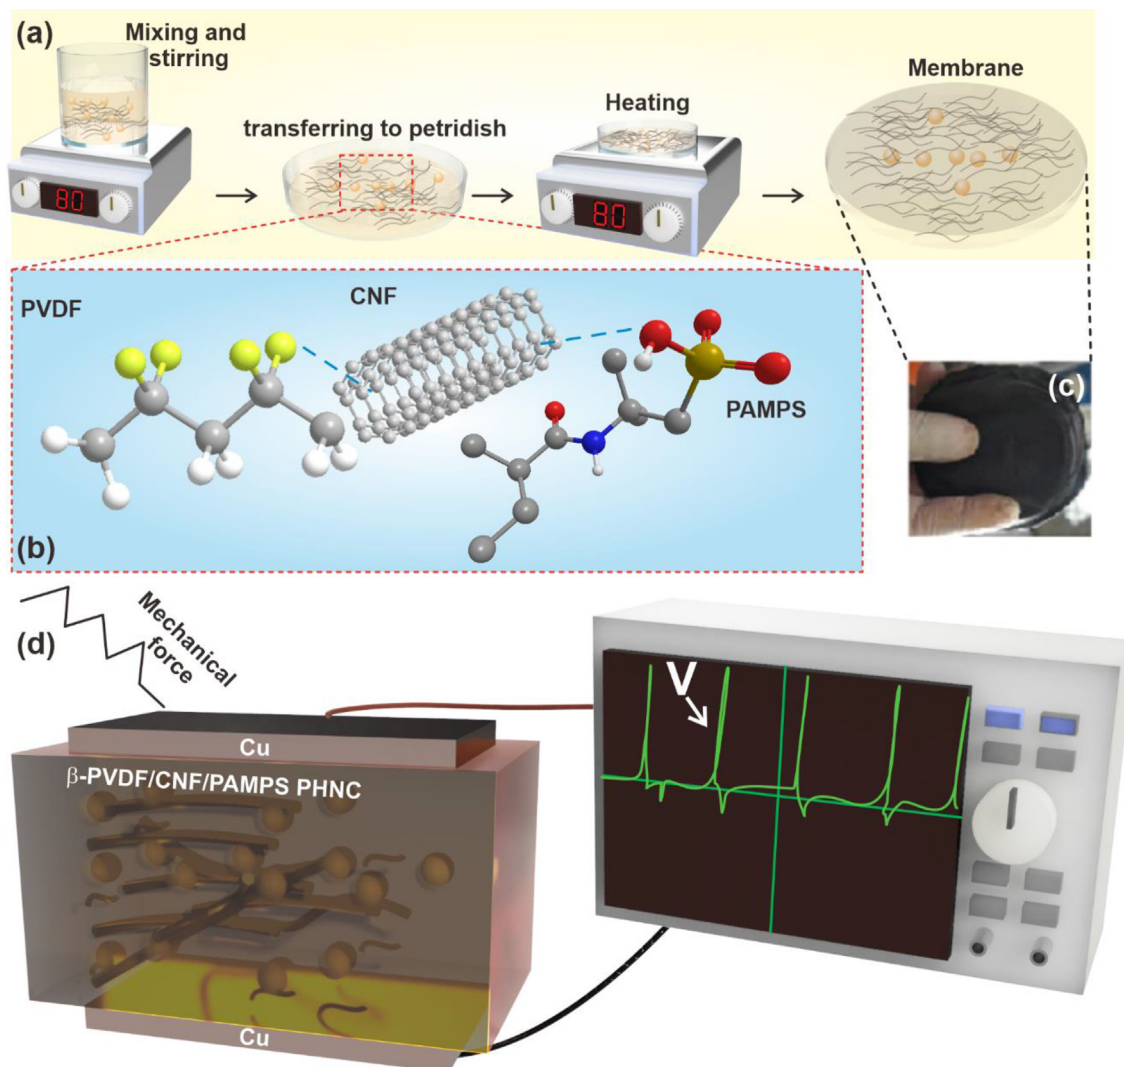 (a)
Mixing and
stirring
80
transferring to petridish
Heating
80
Membrane
PVDF
CNF
PAMPS
(b)
(c)
(d)
Mechanical
force
Cu
β-PVDF/CNF/PAMPS PHNC
Cu
V